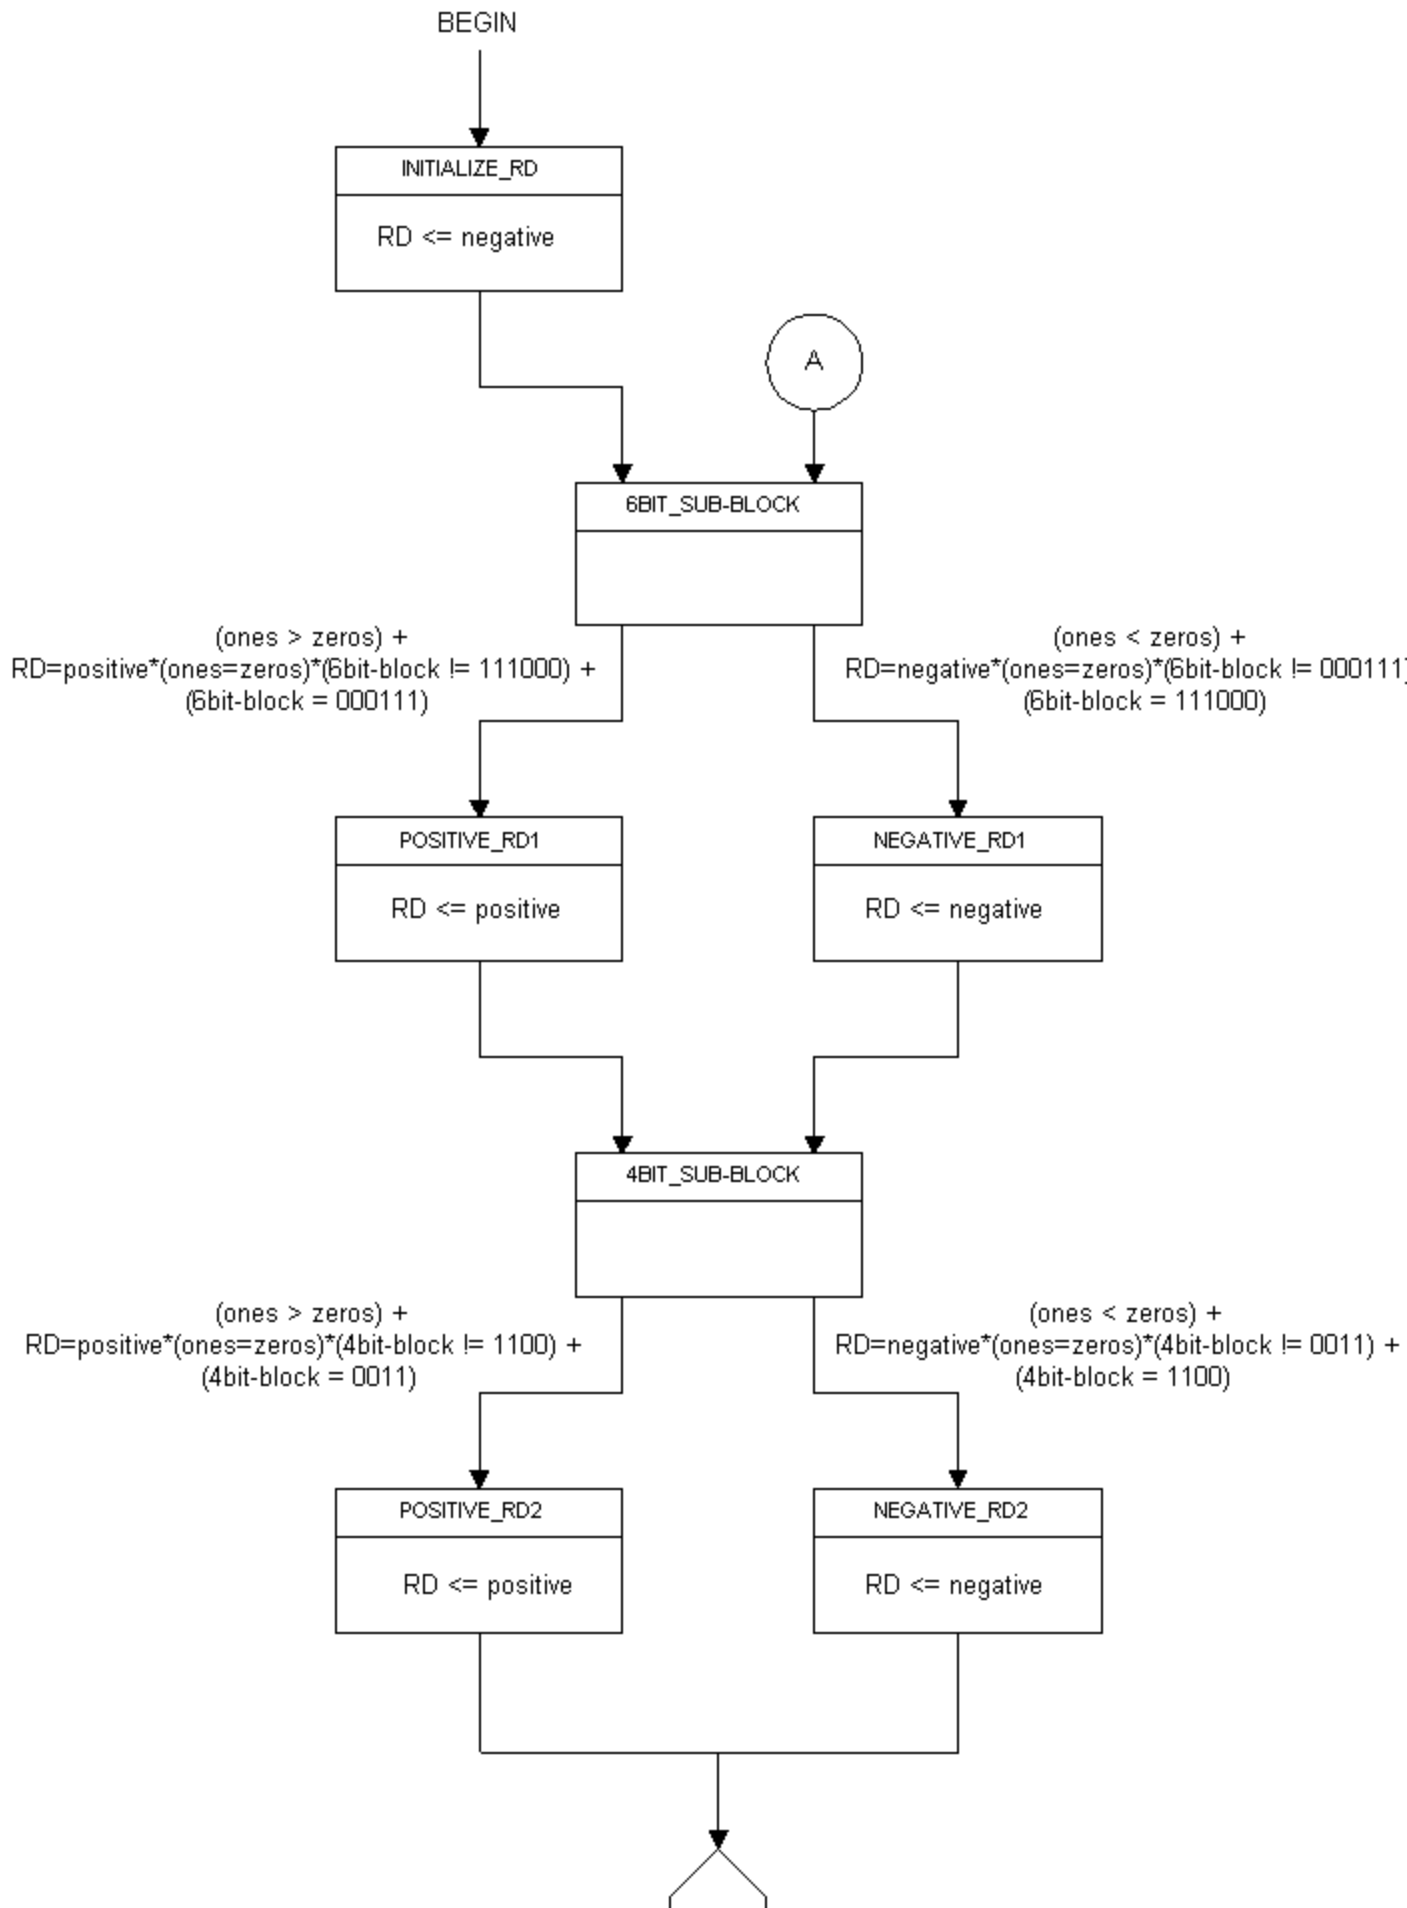 BEGIN
INITIALIZE_RD
RD <= negative
A
6BIT_SUB-BLOCK
(ones > zeros) +
RD=positive*(ones=zeros)*(6bit-block != 111000) +
(6bit-block = 000111)
(ones < zeros) +
RD=negative*(ones=zeros)*(6bit-block != 000111)
(6bit-block = 111000)
POSITIVE_RD1
RD <= positive
NEGATIVE_RD1
RD <= negative
4BIT_SUB-BLOCK
(ones > zeros) +
RD=positive*(ones=zeros)*(4bit-block != 1100) +
(4bit-block = 0011)
(ones < zeros) +
RD=negative*(ones=zeros)*(4bit-block != 0011) +
(4bit-block = 1100)
POSITIVE_RD2
RD <= positive
NEGATIVE_RD2
RD <= negative